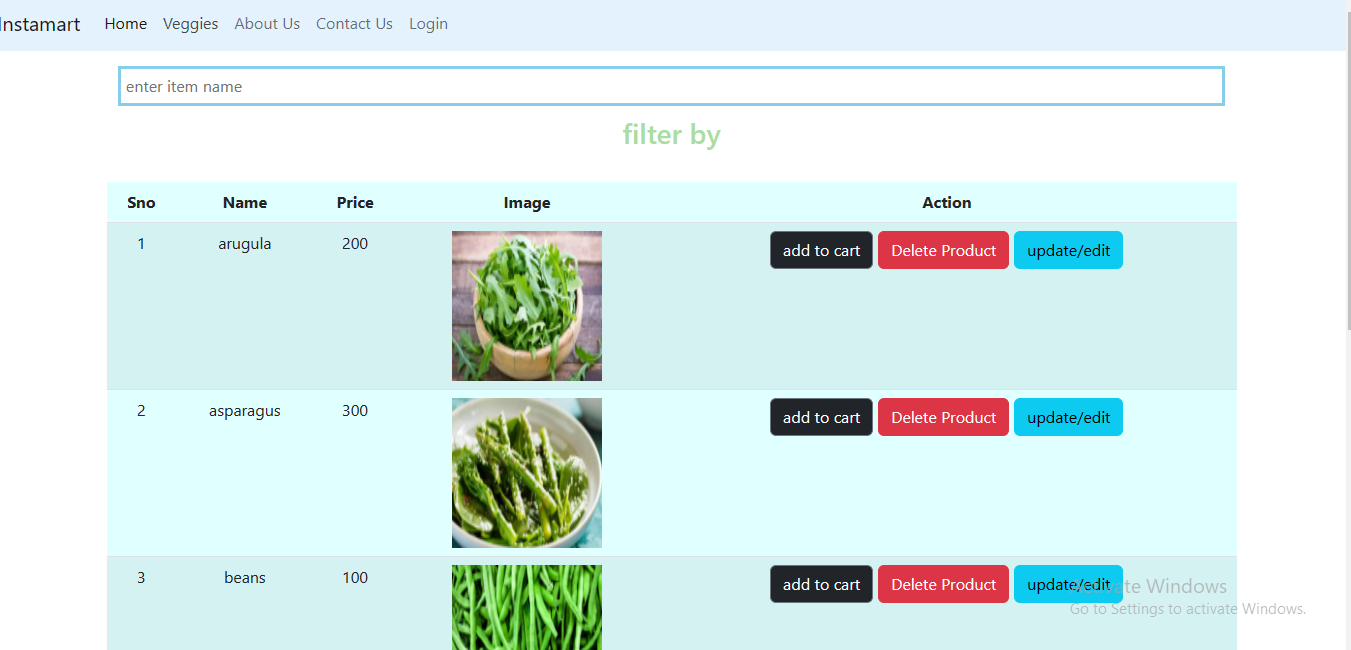 Instamart Home Veggies About Us Contact Us Login
enter item name
filter by
Sno Name Price Image Action
1 arugula 200 add to cart Delete Product update/edit
2 asparagus 300 add to cart Delete Product update/edit
3 beans 100 add to cart Delete Product update/edit
Activate Windows
Go to Settings to activate Windows.